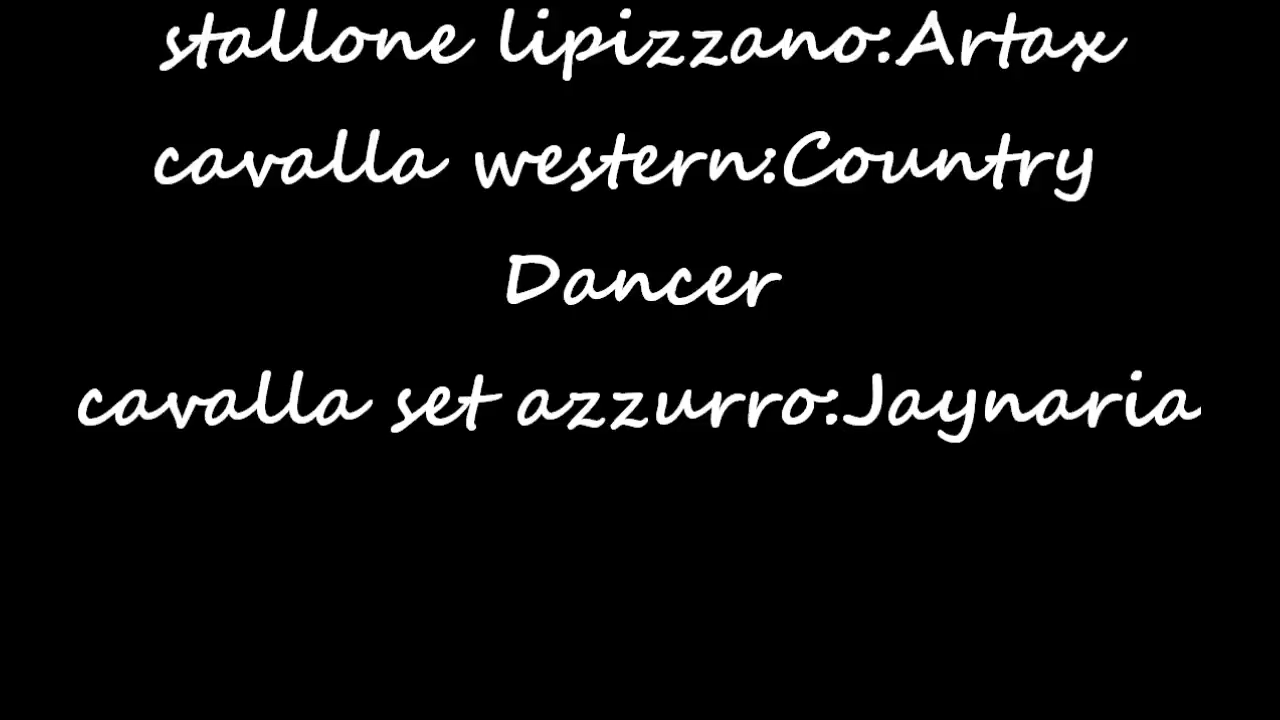 stallone lipizzano:Artax
cavalla western:Country
Dancer
cavalla set azzurro:Jaynaria